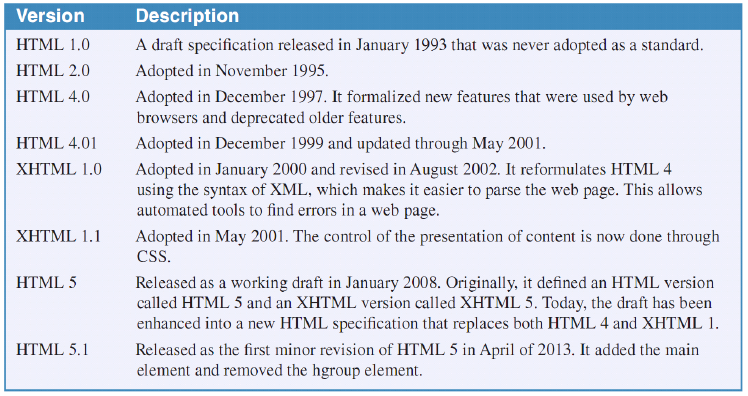 Version Description
HTML 1.0 A draft specification released in January 1993 that was never adopted as a standard.
HTML 2.0 Adopted in November 1995.
HTML 4.0 Adopted in December 1997. It formalized new features that were used by web
browsers and deprecated older features.
HTML 4.01 Adopted in December 1999 and updated through May 2001.
XHTML 1.0 Adopted in January 2000 and revised in August 2002. It reformulates HTML 4
using the syntax of XML, which makes it easier to parse the web page. This allows
automated tools to find errors in a web page.
XHTML 1.1 Adopted in May 2001. The control of the presentation of content is now done through
CSS.
HTML 5 Released as a working draft in January 2008. Originally, it defined an HTML version
called HTML 5 and an XHTML version called XHTML 5. Today, the draft has been
enhanced into a new HTML specification that replaces both HTML 4 and XHTML 1.
HTML 5.1 Released as the first minor revision of HTML 5 in April of 2013. It added the main
element and removed the hgroup element.